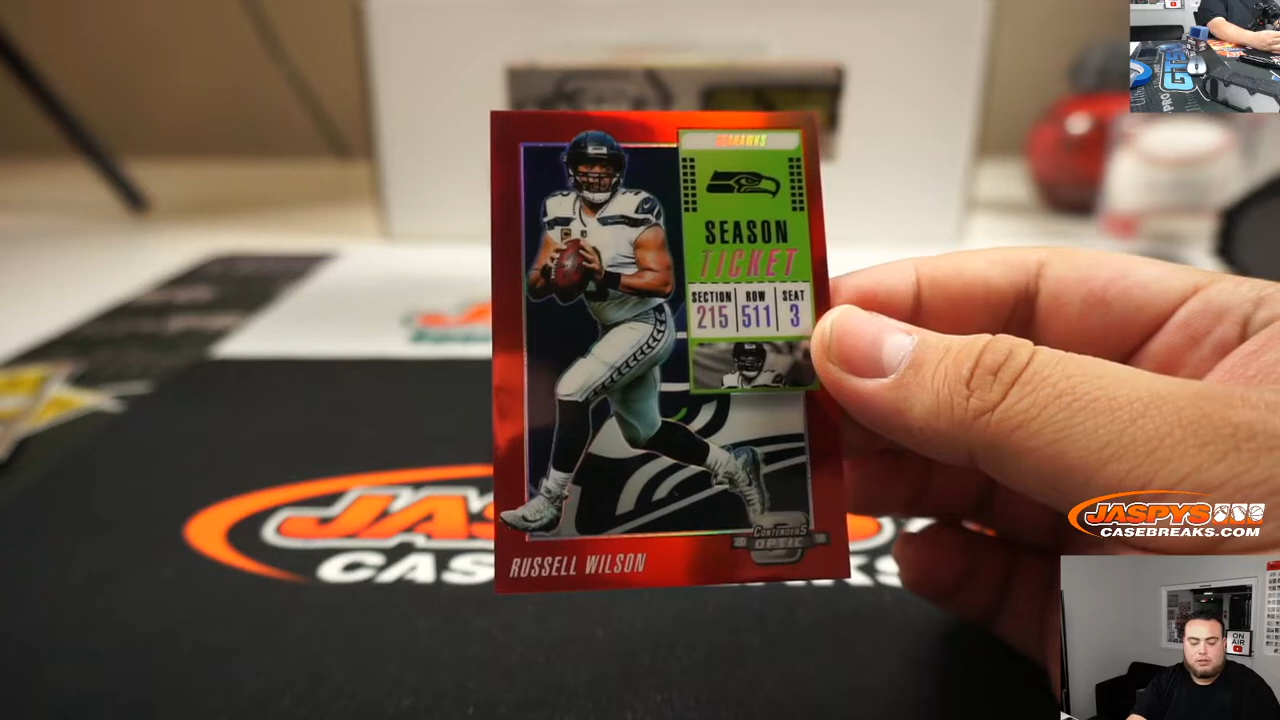 SEAHAWKS
SEASON
TICKET
SECTION ROW SEAT
215 511 3
CONTENDERS
OPTIC
RUSSELL WILSON
JASPYS
CASEBREAKS.COM
ON
AIR